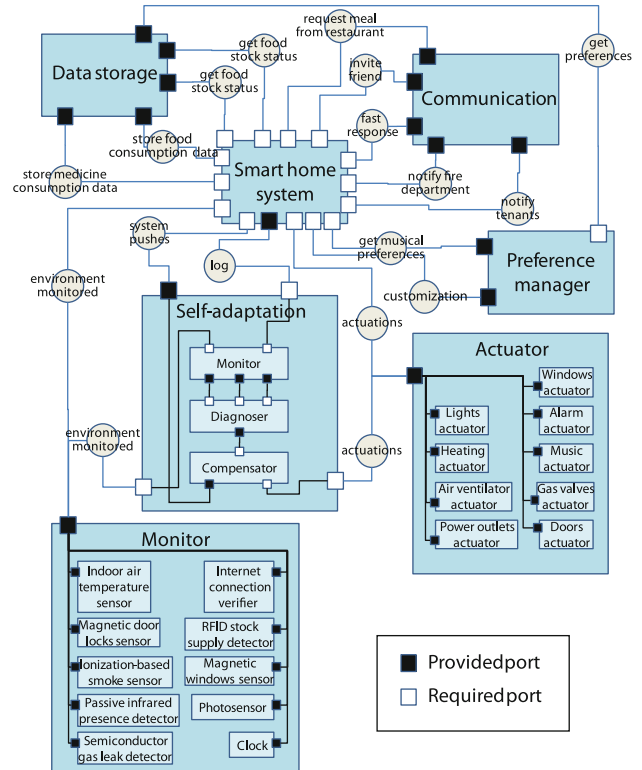 request meal
from restaurant
get food
stock status
get
preferences
Data storage
get food
stock status
invite
friend
Communication
fast
response
store food
consumption data
Smart home
system
store medicine
consumption data
notify fire
department
notify
tenants
system
pushes
get musical
preferences
log
Preference
manager
environment
monitored
customization
Self-adaptation
actuations
Actuator
Monitor
Windows
actuator
Lights
actuator
Alarm
actuator
Diagnoser
environment
monitored
actuations
Heating
actuator
Music
actuator
Compensator
Air ventilator
actuator
Gas valves
actuator
Power outlets
actuator
Doors
actuator
Monitor
Indoor air
temperature
sensor
Internet
connection
verifier
Magnetic door
locks sensor
RFID stock
supply detector
Ionization-based
smoke sensor
Magnetic
windows sensor
Passive infrared
presence detector
Photosensor
Semiconductor
gas leak detector
Clock
Providedport
Requiredport